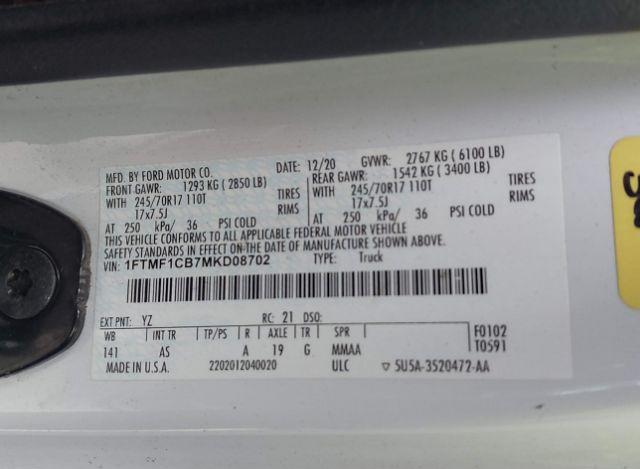 MFD. BY FORD MOTOR CO.
DATE: 12/20 GVWR: 2767 KG ( 6100 LB)
FRONT GAWR: 1293 KG ( 2850 LB)
REAR GAWR: 1542 KG ( 3400 LB)
WITH 245/70R17 110T TIRES
WITH 245/70R17 110T TIRES
17x7.5J RIMS
17x7.5J RIMS
AT 250 kPa/ 36 PSI COLD
AT 250 kPa/ 36 PSI COLD
THIS VEHICLE CONFORMS TO ALL APPLICABLE FEDERAL MOTOR VEHICLE
SAFETY STANDARDS IN EFFECT ON THE DATE OF MANUFACTURE SHOWN ABOVE.
VIN: 1FTMF1CB7MKD08702 TYPE: Truck
EXT PNT: YZ RC: 21 DSO:
WB INT TR TP/PS R AXLE TR SPR F0102
141 AS A 19 G MMAA T0591
MADE IN U.S.A. 2202012040020 ULC ▽ 5U5A-3520472-AA